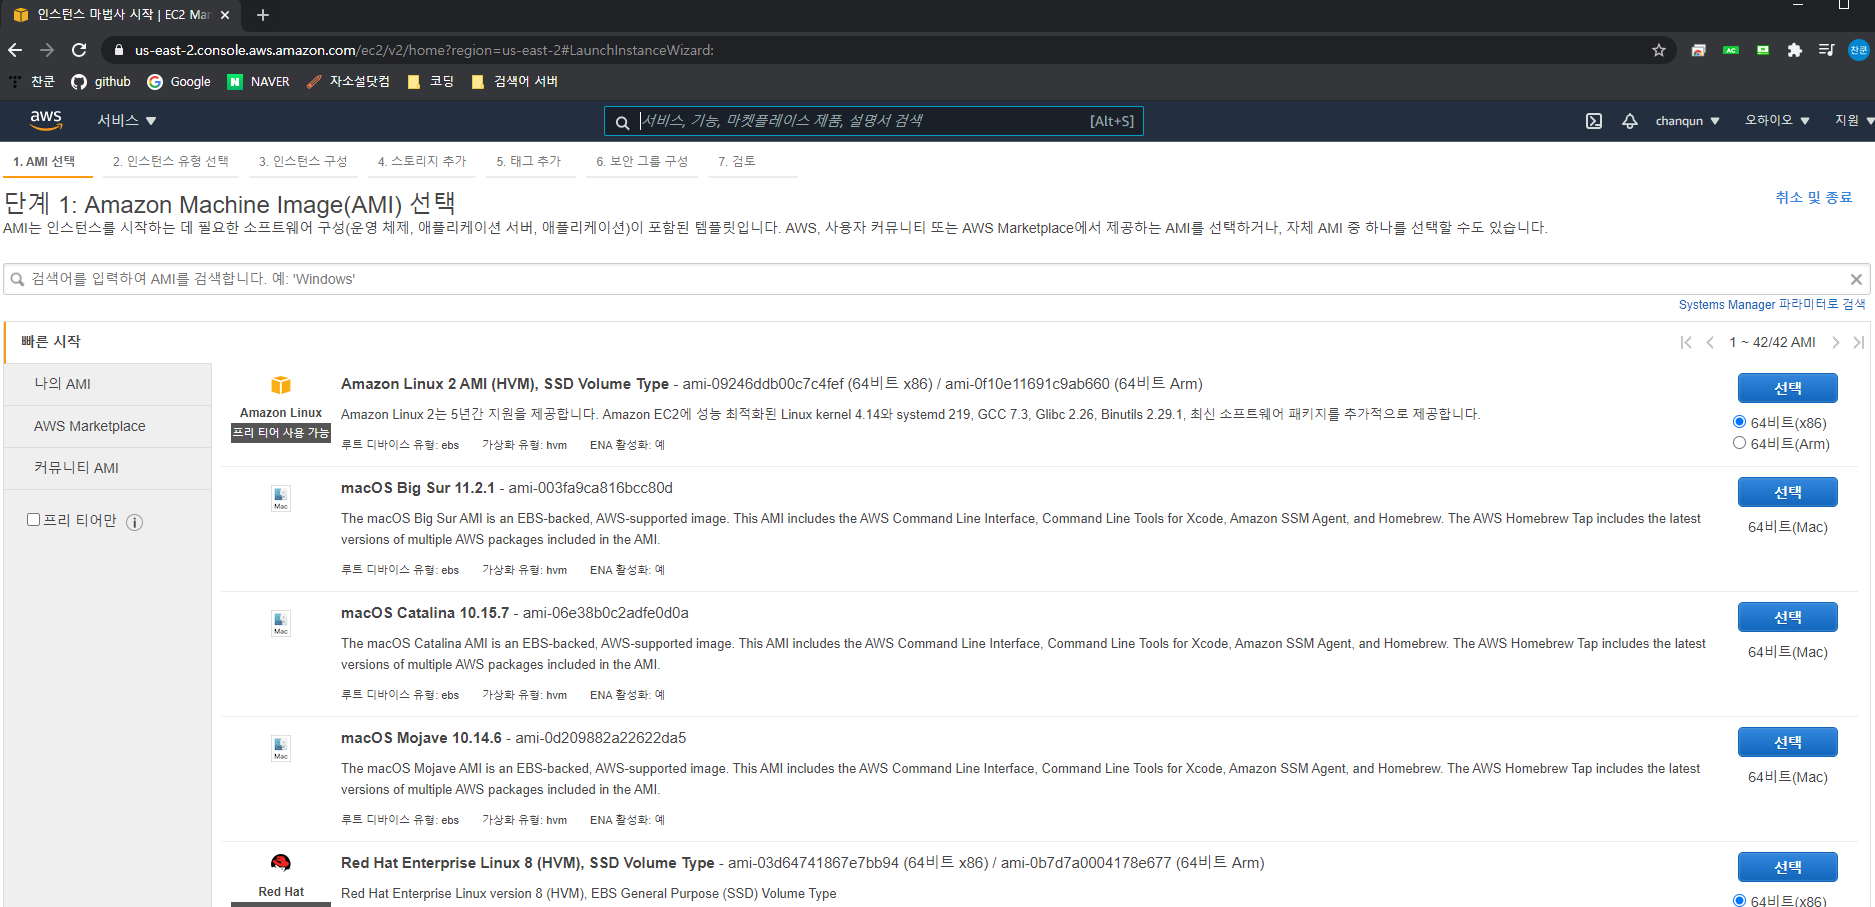 인스턴스 마법사 시작 | EC2 Man
us-east-2.console.aws.amazon.com/ec2/v2/home?region=us-east-2#LaunchInstanceWizard:
찬쿤
찬쿤 github Google N NAVER 자소설닷컴 코딩 검색어 서버
aws 서비스 서비스, 기능, 마켓플레이스 제품, 설명서 검색 [Alt+S] chanqun 오하이오 지원
1. AMI 선택 2. 인스턴스 유형 선택 3. 인스턴스 구성 4. 스토리지 추가 5. 태그 추가 6. 보안 그룹 구성 7. 검토
단계 1: Amazon Machine Image(AMI) 선택
취소 및 종료
AMI는 인스턴스를 시작하는 데 필요한 소프트웨어 구성(운영 체제, 애플리케이션 서버, 애플리케이션)이 포함된 템플릿입니다. AWS, 사용자 커뮤니티 또는 AWS Marketplace에서 제공하는 AMI를 선택하거나, 자체 AMI 중 하나를 선택할 수도 있습니다.
검색어를 입력하여 AMI를 검색합니다. 예: 'Windows'
Systems Manager 파라미터로 검색
빠른 시작
1 ~ 42/42 AMI
나의 AMI
AWS Marketplace
커뮤니티 AMI
프리 티어만
Amazon Linux
프리 티어 사용 가능
Amazon Linux 2 AMI (HVM), SSD Volume Type - ami-09246ddb00c7c4fef (64비트 x86) / ami-0f10e11691c9ab660 (64비트 Arm)
Amazon Linux 2는 5년간 지원을 제공합니다. Amazon EC2에 성능 최적화된 Linux kernel 4.14와 systemd 219, GCC 7.3, Glibc 2.26, Binutils 2.29.1, 최신 소프트웨어 패키지를 추가적으로 제공합니다.
루트 디바이스 유형: ebs 가상화 유형: hvm ENA 활성화: 예
선택
64비트(x86)
64비트(Arm)
Mac
macOS Big Sur 11.2.1 - ami-003fa9ca816bcc80d
The macOS Big Sur AMI is an EBS-backed, AWS-supported image. This AMI includes the AWS Command Line Interface, Command Line Tools for Xcode, Amazon SSM Agent, and Homebrew. The AWS Homebrew Tap includes the latest
versions of multiple AWS packages included in the AMI.
루트 디바이스 유형: ebs 가상화 유형: hvm ENA 활성화: 예
선택
64비트(Mac)
Mac
macOS Catalina 10.15.7 - ami-06e38b0c2adfe0d0a
The macOS Catalina AMI is an EBS-backed, AWS-supported image. This AMI includes the AWS Command Line Interface, Command Line Tools for Xcode, Amazon SSM Agent, and Homebrew. The AWS Homebrew Tap includes the latest
versions of multiple AWS packages included in the AMI.
루트 디바이스 유형: ebs 가상화 유형: hvm ENA 활성화: 예
선택
64비트(Mac)
Mac
macOS Mojave 10.14.6 - ami-0d209882a22622da5
The macOS Mojave AMI is an EBS-backed, AWS-supported image. This AMI includes the AWS Command Line Interface, Command Line Tools for Xcode, Amazon SSM Agent, and Homebrew. The AWS Homebrew Tap includes the latest
versions of multiple AWS packages included in the AMI.
루트 디바이스 유형: ebs 가상화 유형: hvm ENA 활성화: 예
선택
64비트(Mac)
Red Hat
Red Hat Enterprise Linux 8 (HVM), SSD Volume Type - ami-03d64741867e7bb94 (64비트 x86) / ami-0b7d7a0004178e677 (64비트 Arm)
Red Hat Enterprise Linux version 8 (HVM), EBS General Purpose (SSD) Volume Type
선택
64비트(x86)